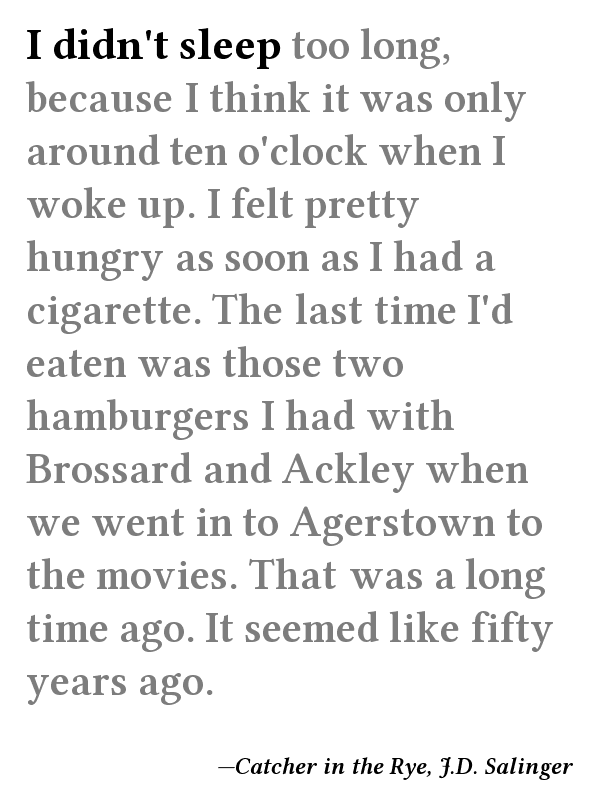 I didn't sleep too long,
because I think it was only
around ten o'clock when I
woke up. I felt pretty
hungry as soon as I had a
cigarette. The last time I'd
eaten was those two
hamburgers I had with
Brossard and Ackley when
we went in to Agerstown to
the movies. That was a long
time ago. It seemed like fifty
years ago.
—Catcher in the Rye, J.D. Salinger